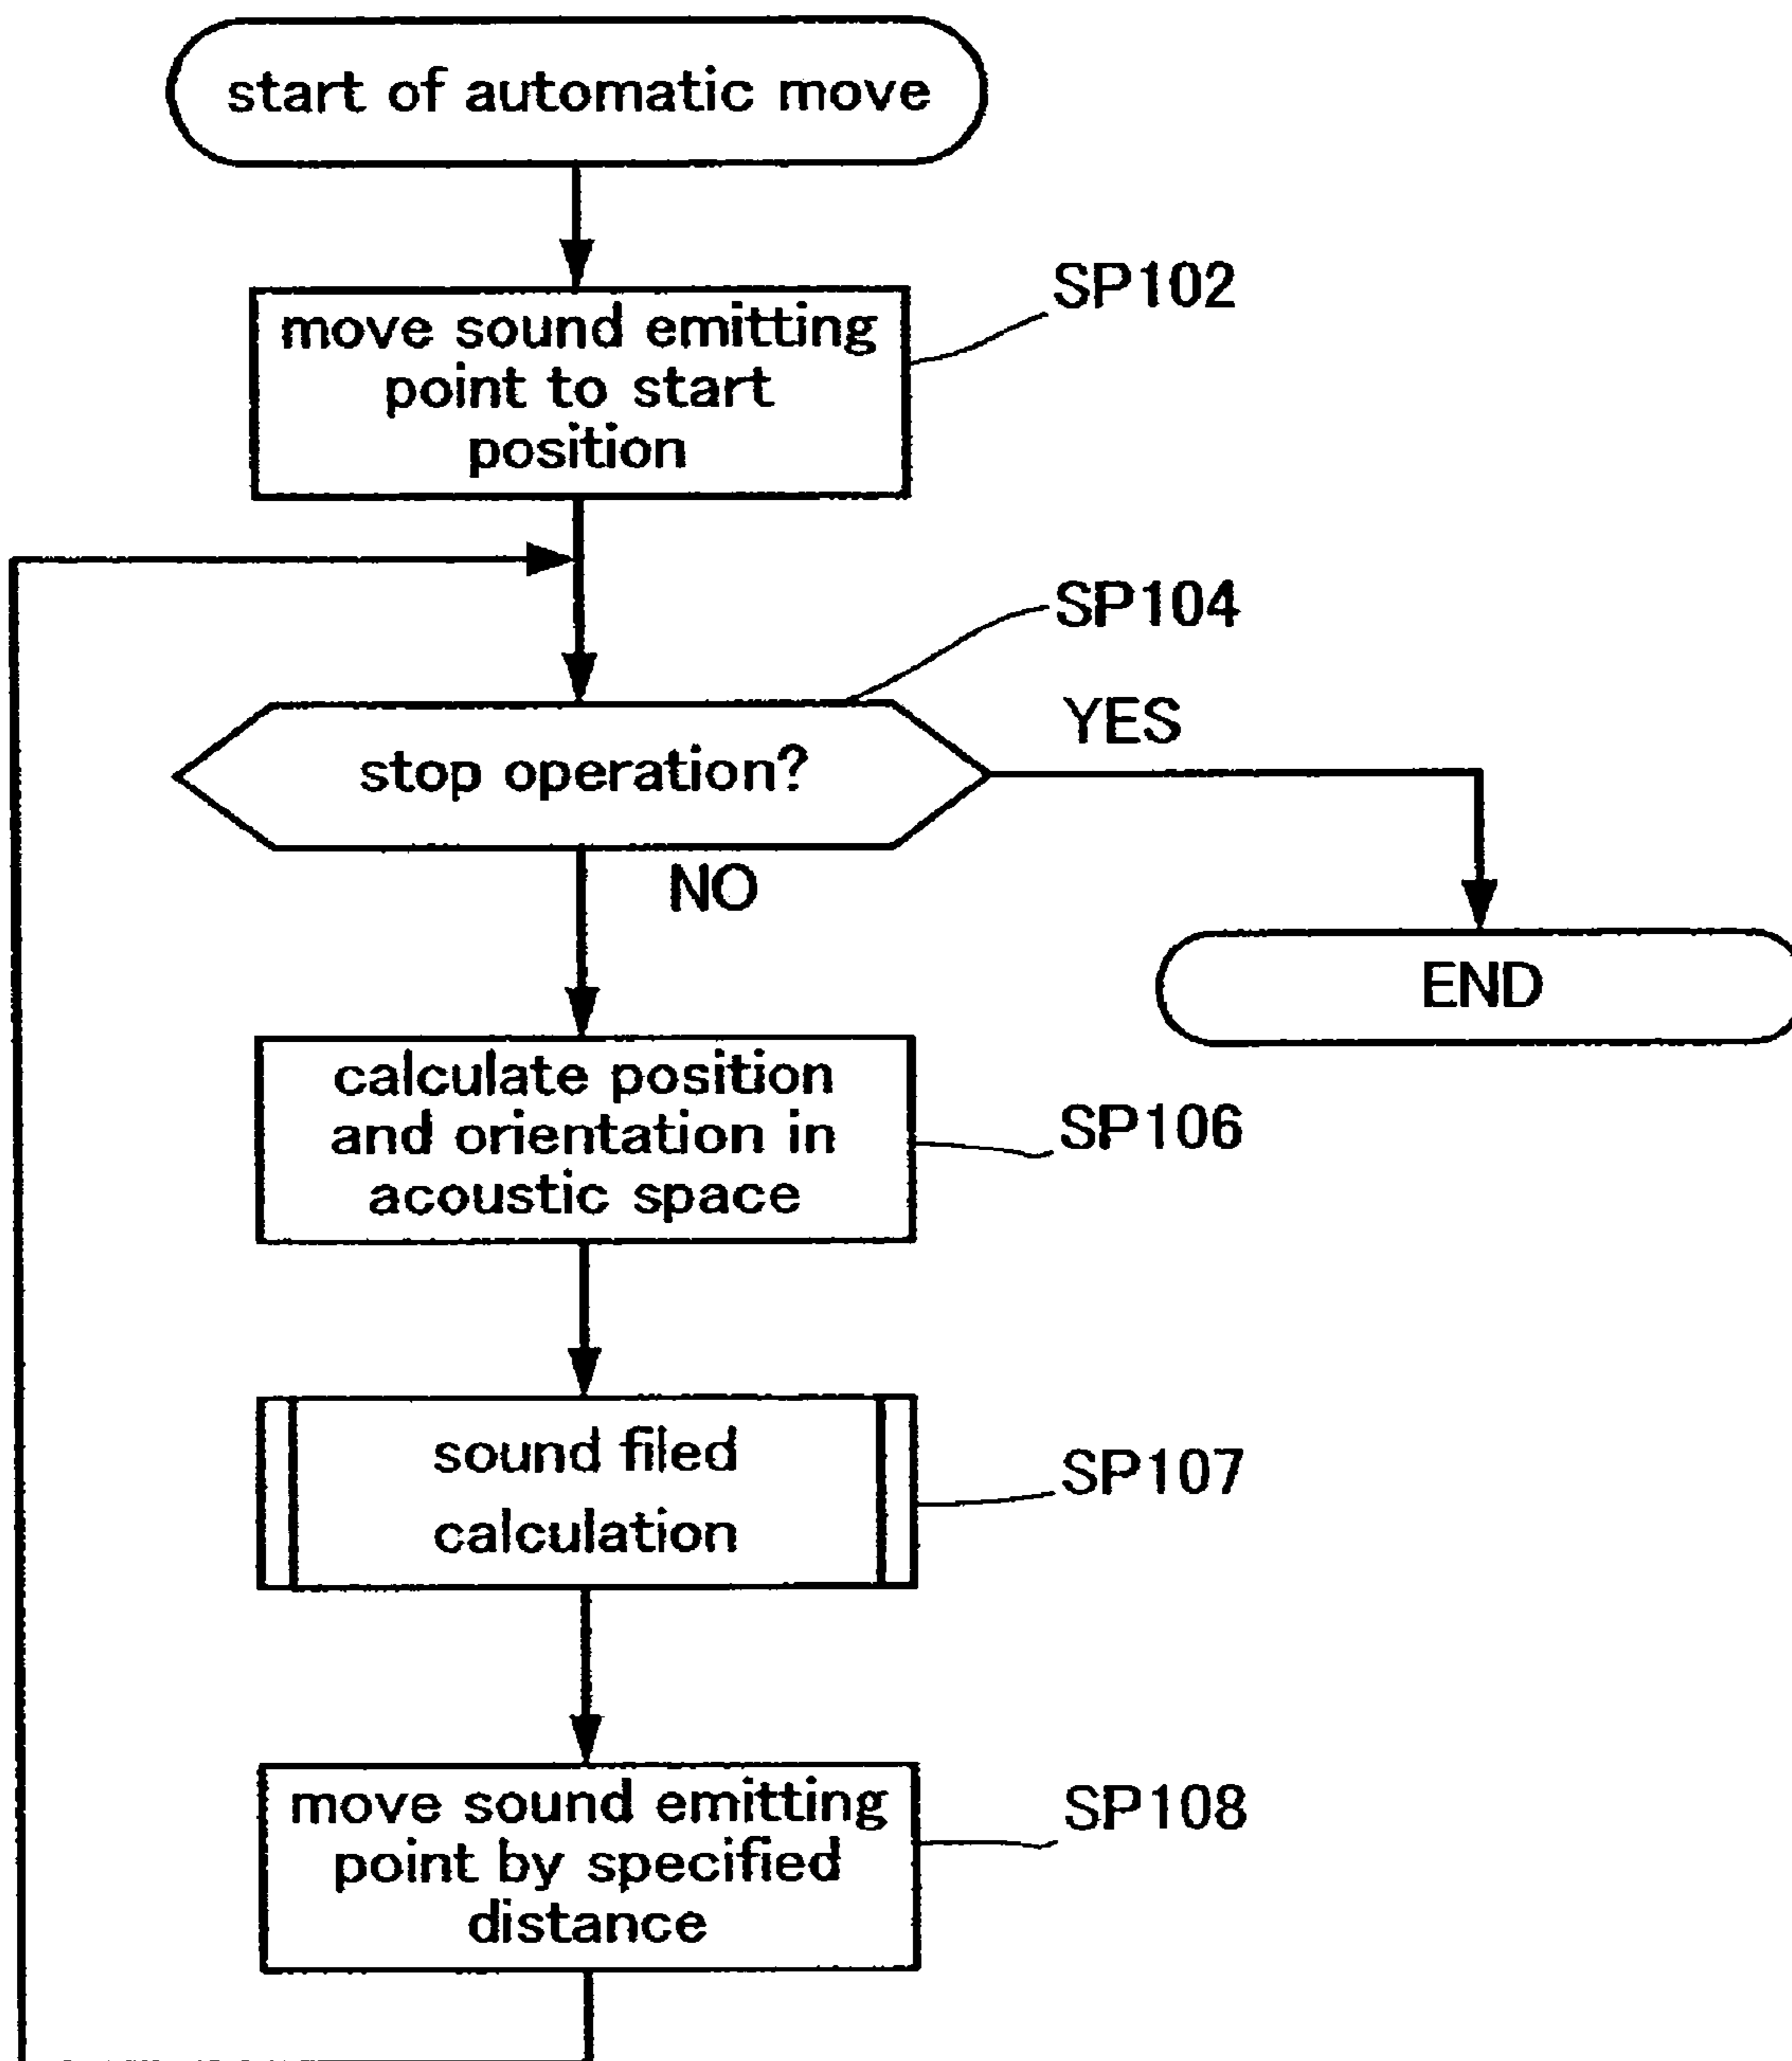 start of automatic move
SP102
move sound emitting
point to start
position
SP104
YES
stop operation?
NO
END
calculate position
and orientation in
acoustic space
SP106
sound filed
calculation
SP107
move sound emitting
point by specified
distance
SP108